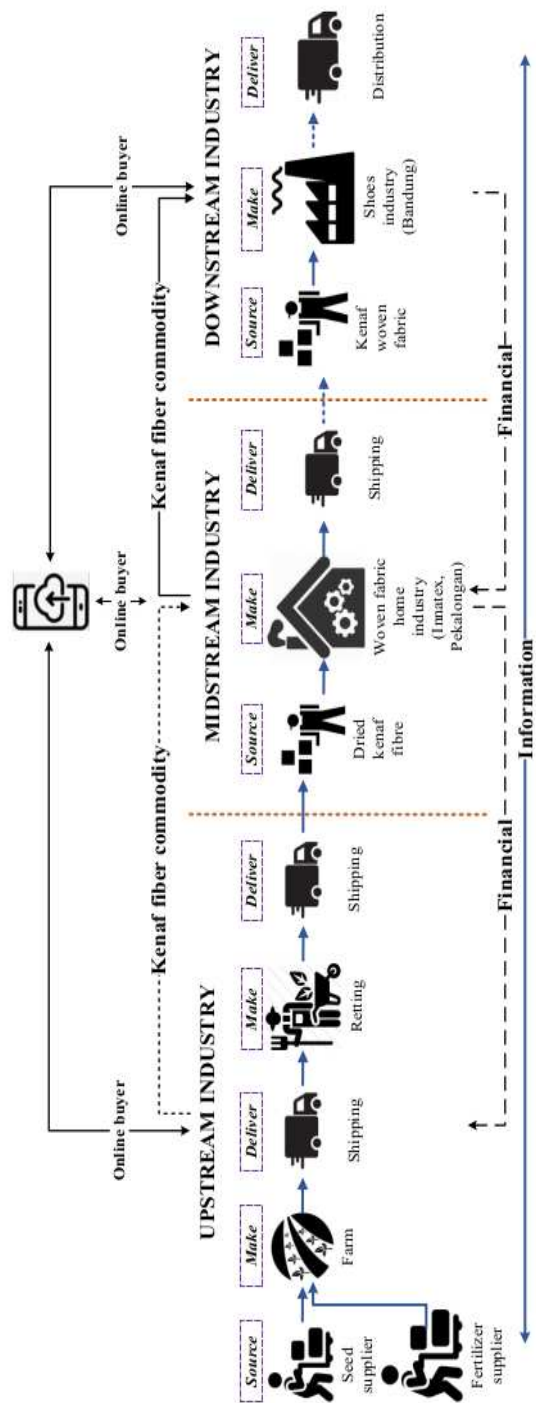 Online buyer
Online buyer
Online buyer
Kenaf fiber commodity
Kenaf fiber commodity
UPSTREAM INDUSTRY
MIDSTREAM INDUSTRY
DOWNSTREAM INDUSTRY
Source
Make
Deliver
Make
Deliver
Source
Make
Deliver
Source
Make
Deliver
Seed
supplier
Farm
Shipping
Retting
Shipping
Dried
kenaf
fibre
Woven fabric
home
industry
(Innatex,
Pekalongan)
Shipping
Kenaf
woven
fabric
Shoes
industry
(Bandung)
Distribution
Fertilizer
supplier
Financial
Financial
Information